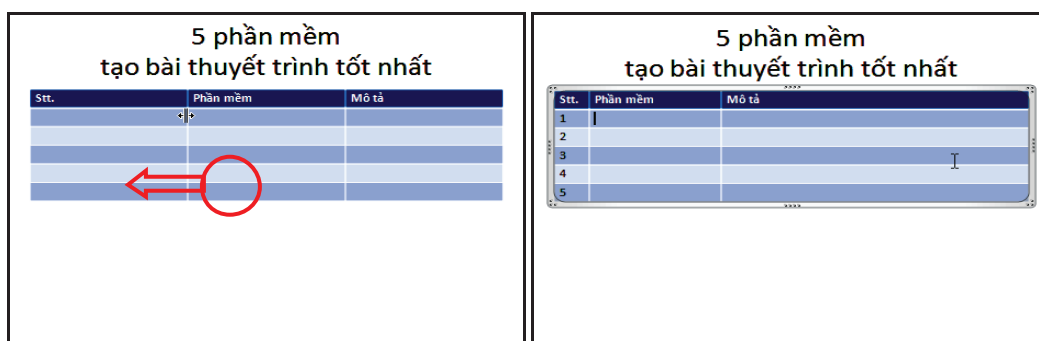 5 phần mềm
tạo bài thuyết trình tốt nhất
Stt. Phần mềm Mô tả
5 phần mềm
tạo bài thuyết trình tốt nhất
Stt. Phần mềm Mô tả
1
2
3
4
5